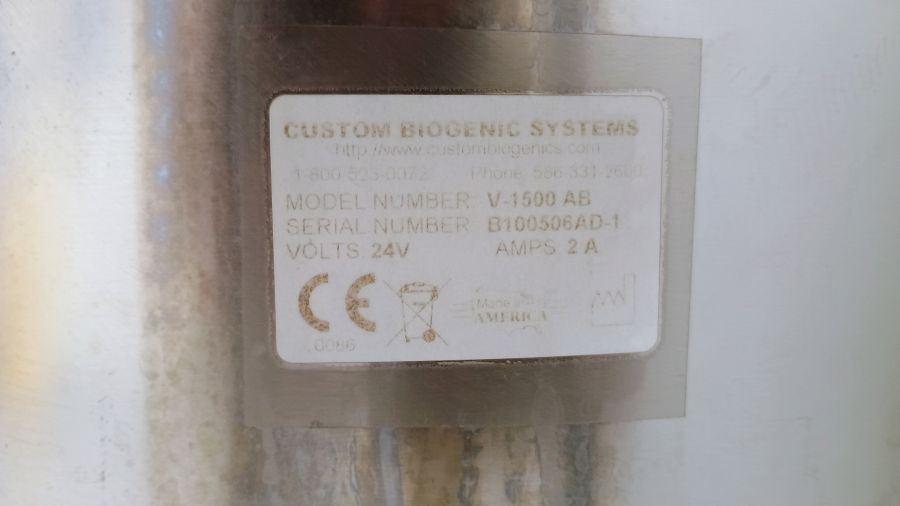 CUSTOM BIOGENIC SYSTEMS
http://www.custombiogenics.com
1-800-523-0072 Phone: 586-331-2600
MODEL NUMBER: V-1500 AB
SERIAL NUMBER: B100506AD-1
VOLTS: 24V AMPS: 2 A
CE
0086
Made in
AMERICA